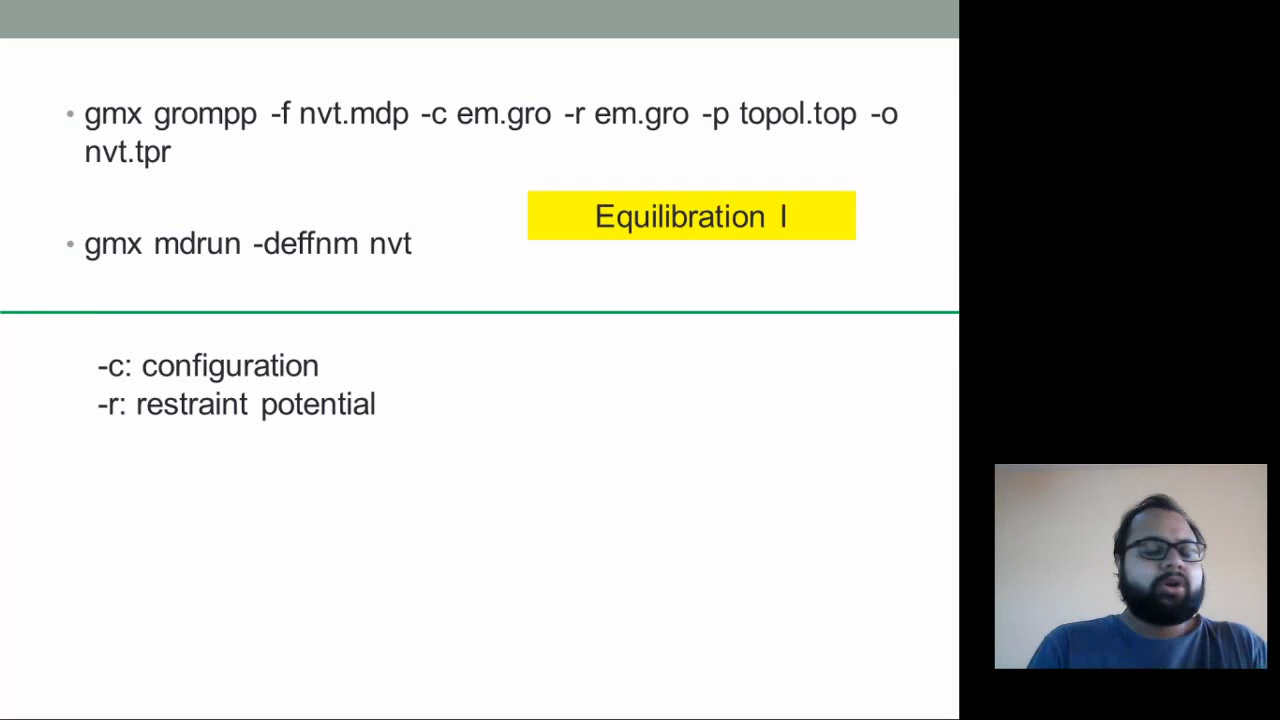 • gmx grompp -f nvt.mdp -c em.gro -r em.gro -p topol.top -o
nvt.tpr
Equilibration I
• gmx mdrun -deffnm nvt
-c: configuration
-r: restraint potential